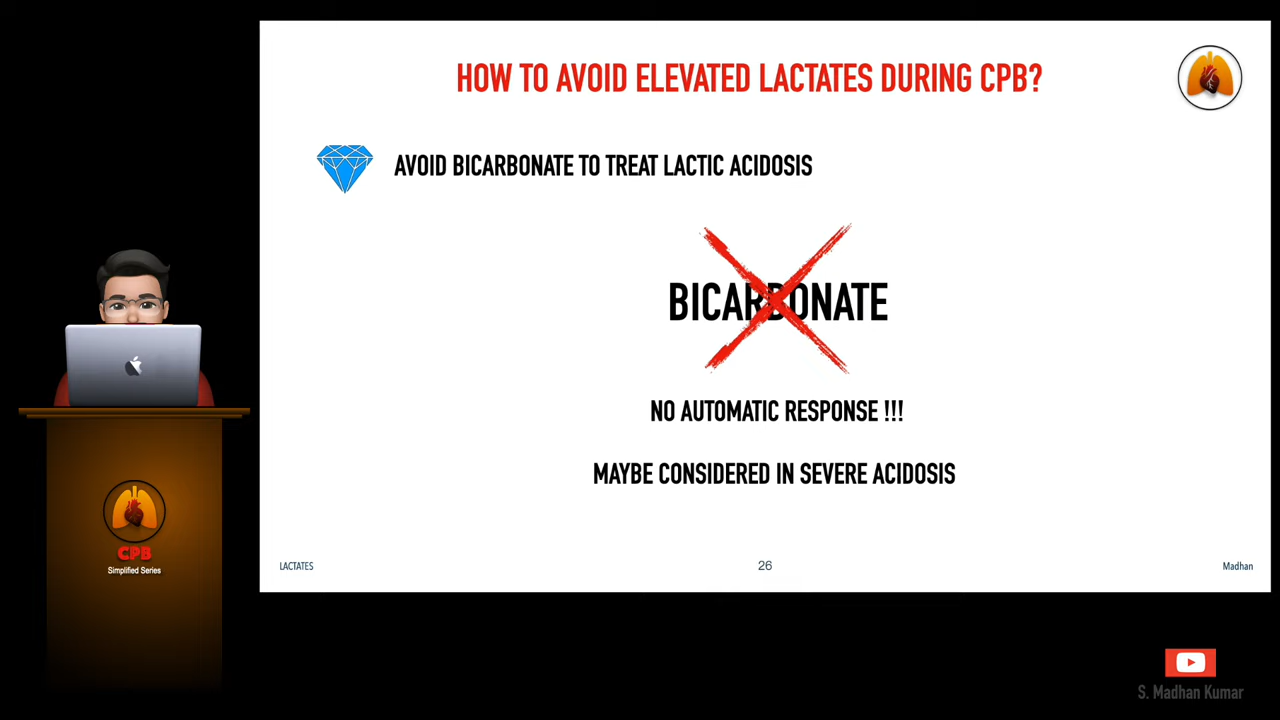 HOW TO AVOID ELEVATED LACTATES DURING CPB?
AVOID BICARBONATE TO TREAT LACTIC ACIDOSIS
BICARBONATE
NO AUTOMATIC RESPONSE !!!
MAYBE CONSIDERED IN SEVERE ACIDOSIS
LACTATES
26
Madhan
CPB
Simplified Series
S. Madhan Kumar